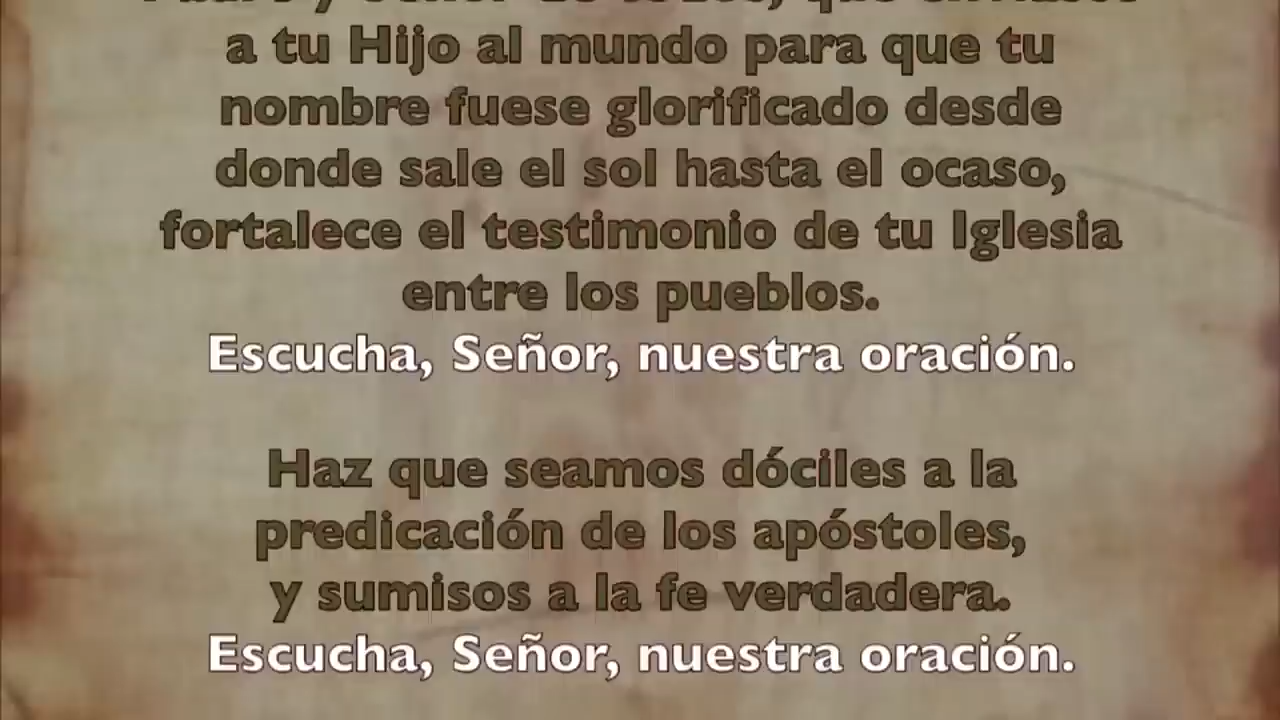 a tu Hijo al mundo para que tu
nombre fuese glorificado desde
donde sale el sol hasta el ocaso,
fortalece el testimonio de tu Iglesia
entre los pueblos.
Escucha, Señor, nuestra oración.
Haz que seamos dóciles a la
predicación de los apóstoles,
y sumisos a la fe verdadera.
Escucha, Señor, nuestra oración.